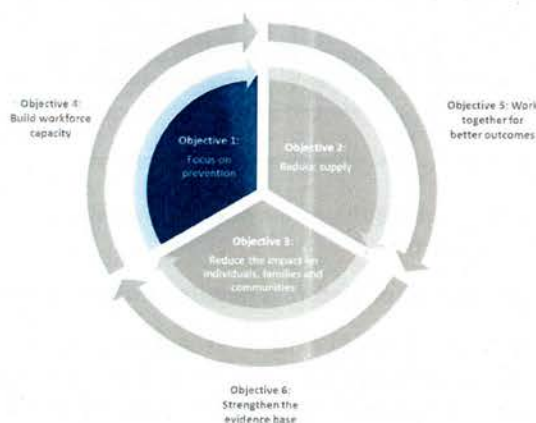 Objective 4:
Build workforce
capacity
Objective 1:
Focus on
prevention
Objective 2:
Reduce supply
Objective 5: Work
together for
better outcomes
Objective 3:
Reduce the impact on
individuals, families and
communities
Objective 6:
Strengthen the
evidence base